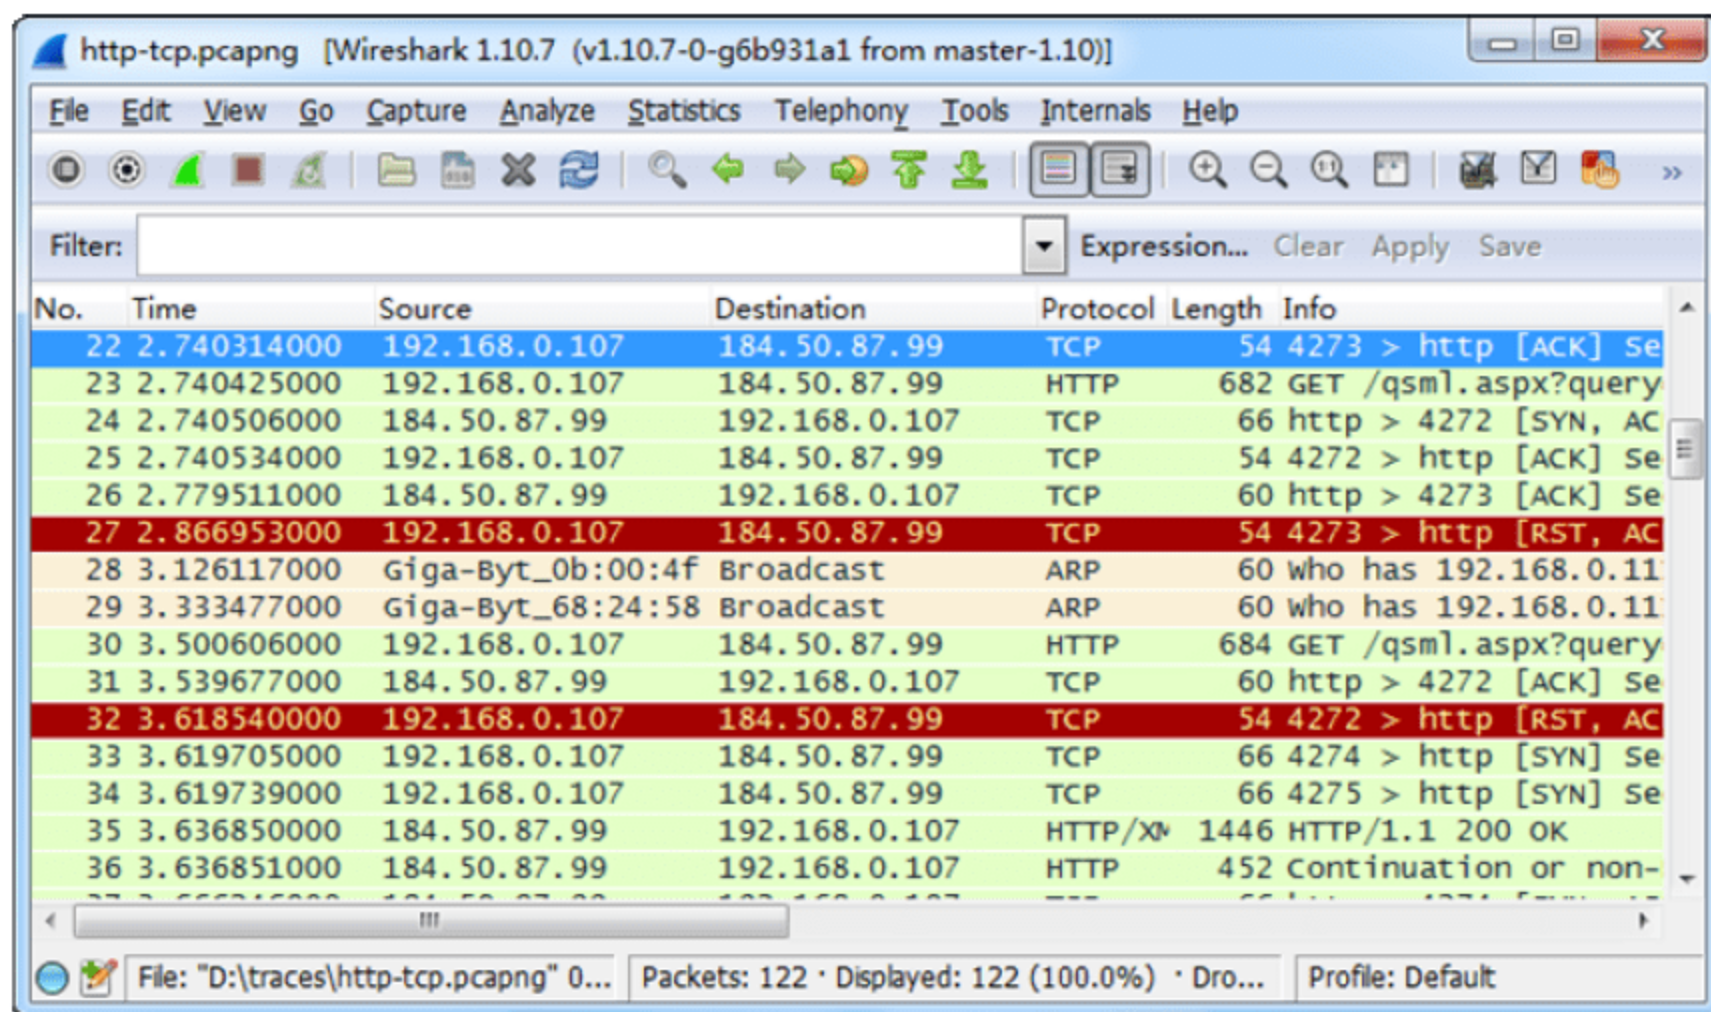 http-tcp.pcapng [Wireshark 1.10.7 (v1.10.7-0-g6b931a1 from master-1.10)]
File Edit View Go Capture Analyze Statistics Telephony Tools Internals Help
Filter: Expression... Clear Apply Save
No. Time Source Destination Protocol Length Info
22 2.740314000 192.168.0.107 184.50.87.99 TCP 54 4273 > http [ACK] Se
23 2.740425000 192.168.0.107 184.50.87.99 HTTP 682 GET /qsml.aspx?query
24 2.740506000 184.50.87.99 192.168.0.107 TCP 66 http > 4272 [SYN, AC
25 2.740534000 192.168.0.107 184.50.87.99 TCP 54 4272 > http [ACK] Se
26 2.779511000 184.50.87.99 192.168.0.107 TCP 60 http > 4273 [ACK] Se
27 2.866953000 192.168.0.107 184.50.87.99 TCP 54 4273 > http [RST, AC
28 3.126117000 Giga-Byt_0b:00:4f Broadcast ARP 60 Who has 192.168.0.11
29 3.333477000 Giga-Byt_68:24:58 Broadcast ARP 60 Who has 192.168.0.11
30 3.500606000 192.168.0.107 184.50.87.99 HTTP 684 GET /qsml.aspx?query
31 3.539677000 184.50.87.99 192.168.0.107 TCP 60 http > 4272 [ACK] Se
32 3.618540000 192.168.0.107 184.50.87.99 TCP 54 4272 > http [RST, AC
33 3.619705000 192.168.0.107 184.50.87.99 TCP 66 4274 > http [SYN] Se
34 3.619739000 192.168.0.107 184.50.87.99 TCP 66 4275 > http [SYN] Se
35 3.636850000 184.50.87.99 192.168.0.107 HTTP/XM 1446 HTTP/1.1 200 OK
36 3.636851000 184.50.87.99 192.168.0.107 HTTP 452 Continuation or non-
File: "D:\traces\http-tcp.pcapng" 0... Packets: 122 · Displayed: 122 (100.0%) · Dro... Profile: Default